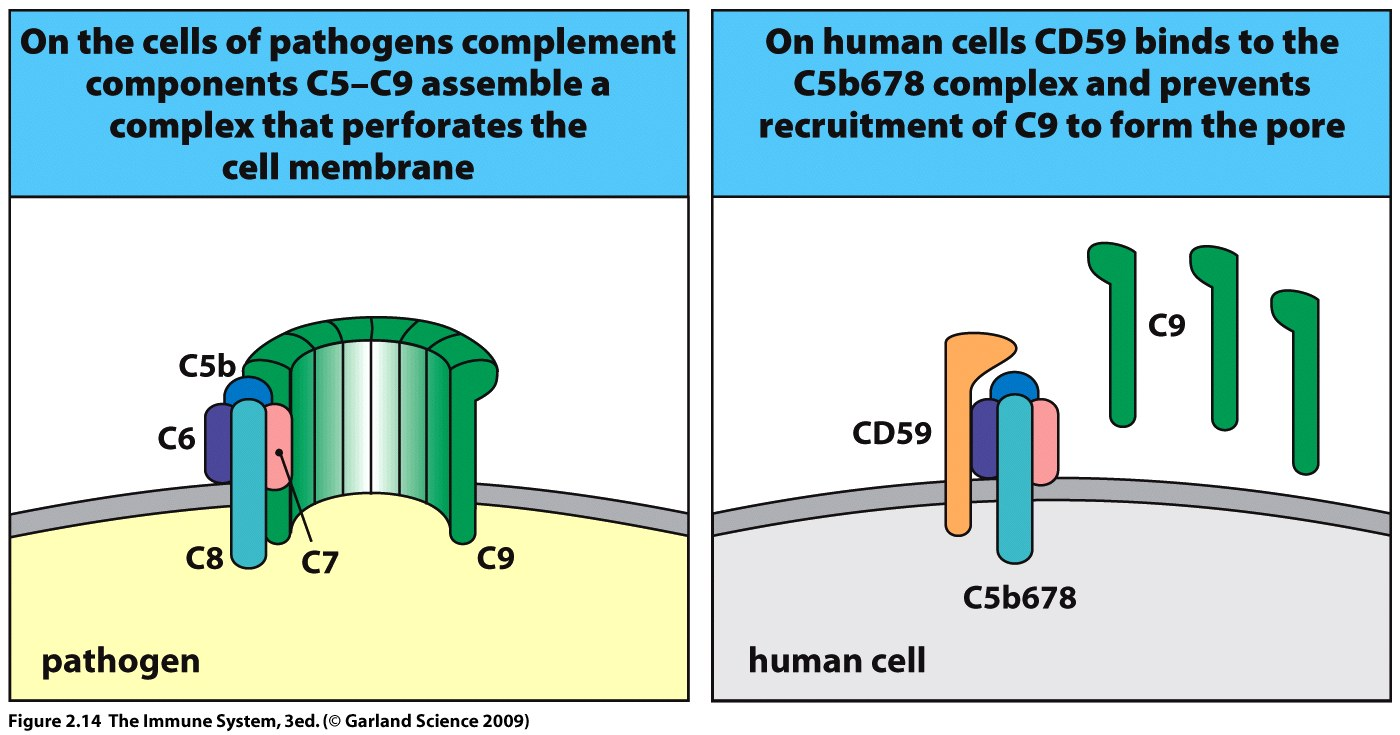 On the cells of pathogens complement
components C5–C9 assemble a
complex that perforates the
cell membrane
C5b
C6
C8
C7
C9
pathogen
On human cells CD59 binds to the
C5b678 complex and prevents
recruitment of C9 to form the pore
C9
CD59
C5b678
human cell
Figure 2.14 The Immune System, 3ed. (© Garland Science 2009)